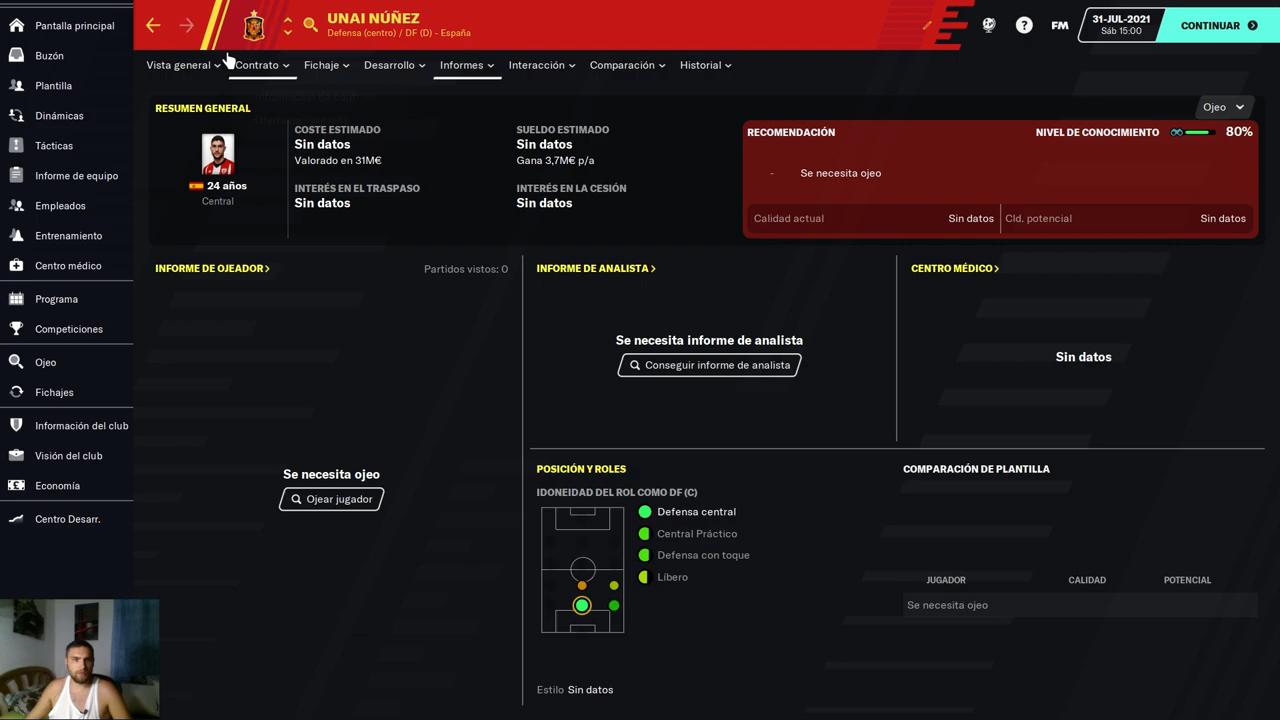 Pantalla principal
Buzón
Plantilla
Dinámicas
Tácticas
Informe de equipo
Empleados
Entrenamiento
Centro médico
Programa
Competiciones
Ojeo
Fichajes
Información del club
Visión del club
Economía
Centro Desarr.
UNAI NÚÑEZ
Defensa (centro) / DF (D) - España
FM
31-JUL-2021
Sáb 15:00
CONTINUAR
Vista general
Contrato
Fichaje
Desarrollo
Informes
Interacción
Comparación
Historial
RESUMEN GENERAL
Ojeo
24 años
Central
COSTE ESTIMADO
Sin datos
Valorado en 31M€
INTERÉS EN EL TRASPASO
Sin datos
SUELDO ESTIMADO
Sin datos
Gana 3,7M€ p/a
INTERÉS EN LA CESIÓN
Sin datos
RECOMENDACIÓN
NIVEL DE CONOCIMIENTO 80%
- Se necesita ojeo
Calidad actual Sin datos
Cld. potencial Sin datos
INFORME DE OJEADOR>
Partidos vistos: 0
Se necesita ojeo
Ojear jugador
INFORME DE ANALISTA>
Se necesita informe de analista
Conseguir informe de analista
CENTRO MÉDICO>
Sin datos
POSICIÓN Y ROLES
IDONEIDAD DEL ROL COMO DF (C)
Defensa central
Central Práctico
Defensa con toque
Líbero
Estilo Sin datos
COMPARACIÓN DE PLANTILLA
JUGADOR CALIDAD POTENCIAL
Se necesita ojeo